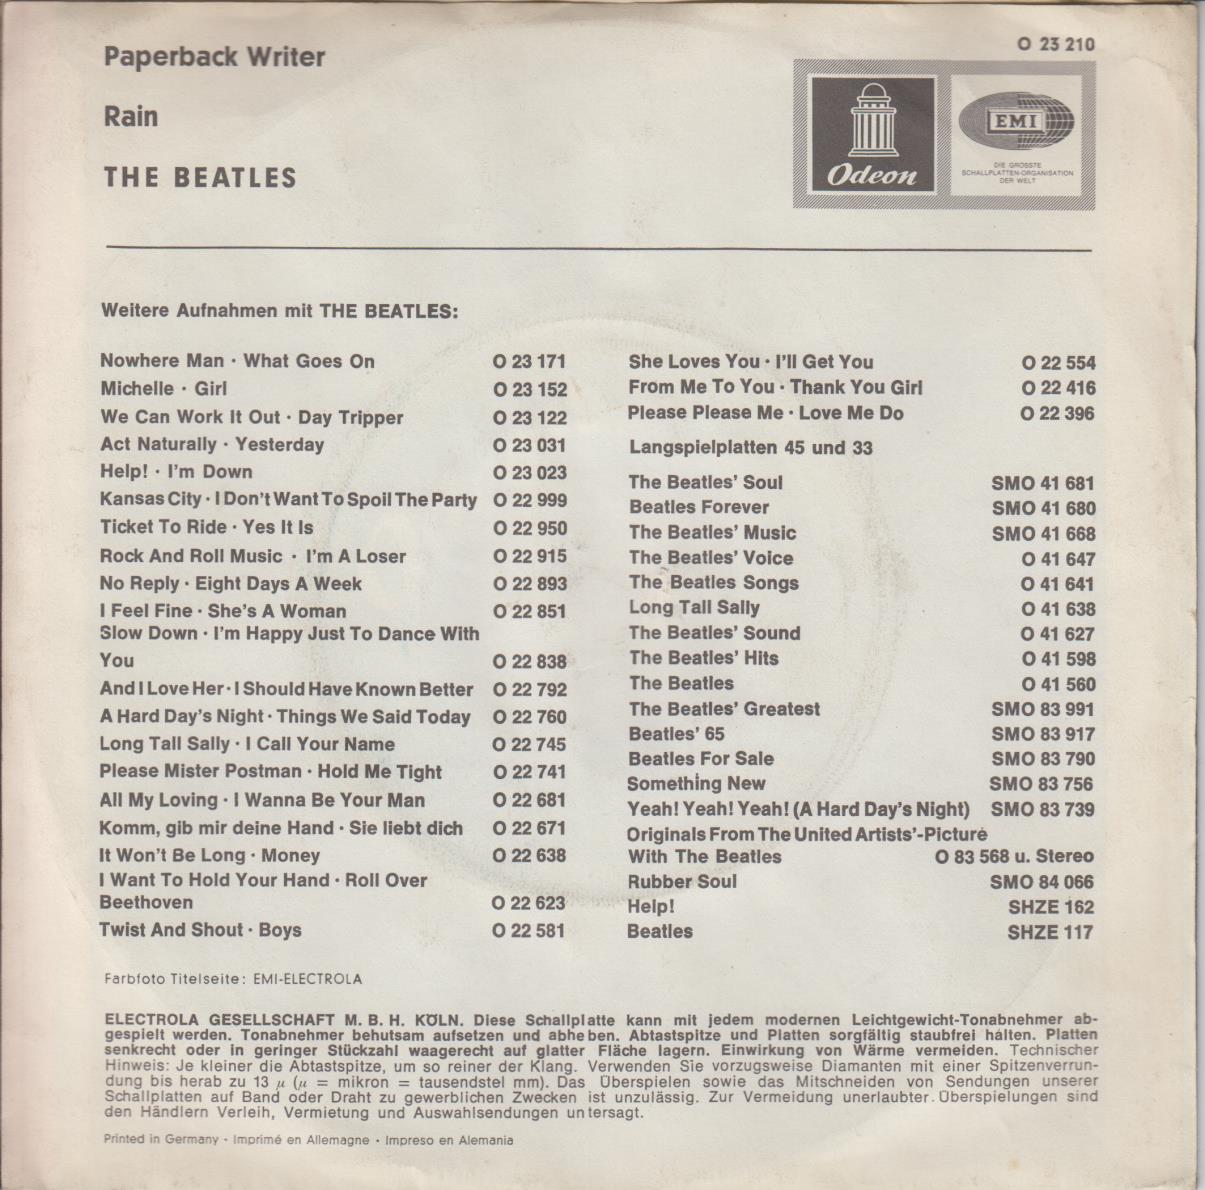 Paperback Writer
O 23 210
Rain
THE BEATLES
Odeon
EMI
DIE GRÖSSTE
SCHALLPLATTEN-ORGANISATION
DER WELT
Weitere Aufnahmen mit THE BEATLES:
Nowhere Man · What Goes On O 23 171
Michelle · Girl O 23 152
We Can Work It Out · Day Tripper O 23 122
Act Naturally · Yesterday O 23 031
Help! · I'm Down O 23 023
Kansas City · I Don't Want To Spoil The Party O 22 999
Ticket To Ride · Yes It Is O 22 950
Rock And Roll Music · I'm A Loser O 22 915
No Reply · Eight Days A Week O 22 893
I Feel Fine · She's A Woman O 22 851
Slow Down · I'm Happy Just To Dance With
You O 22 838
And I Love Her · I Should Have Known Better O 22 792
A Hard Day's Night · Things We Said Today O 22 760
Long Tall Sally · I Call Your Name O 22 745
Please Mister Postman · Hold Me Tight O 22 741
All My Loving · I Wanna Be Your Man O 22 681
Komm, gib mir deine Hand · Sie liebt dich O 22 671
It Won't Be Long · Money O 22 638
I Want To Hold Your Hand · Roll Over
Beethoven O 22 623
Twist And Shout · Boys O 22 581
She Loves You · I'll Get You O 22 554
From Me To You · Thank You Girl O 22 416
Please Please Me · Love Me Do O 22 396
Langspielplatten 45 und 33
The Beatles' Soul SMO 41 681
Beatles Forever SMO 41 680
The Beatles' Music SMO 41 668
The Beatles' Voice O 41 647
The Beatles Songs O 41 641
Long Tall Sally O 41 638
The Beatles' Sound O 41 627
The Beatles' Hits O 41 598
The Beatles O 41 560
The Beatles' Greatest SMO 83 991
Beatles' 65 SMO 83 917
Beatles For Sale SMO 83 790
Something New SMO 83 756
Yeah! Yeah! Yeah! (A Hard Day's Night) SMO 83 739
Originals From The United Artists'-Picture
With The Beatles O 83 568 u. Stereo
Rubber Soul SMO 84 066
Help! SHZE 162
Beatles SHZE 117
Farbfoto Titelseite: EMI-ELECTROLA
ELECTROLA GESELLSCHAFT M. B. H. KÖLN. Diese Schallplatte kann mit jedem modernen Leichtgewicht-Tonabnehmer ab-
gespielt werden. Tonabnehmer behutsam aufsetzen und abheben. Abtastspitze und Platten sorgfältig staubfrei halten. Platten
senkrecht oder in geringer Stückzahl waagerecht auf glatter Fläche lagern. Einwirkung von Wärme vermeiden. Technischer
Hinweis: Je kleiner die Abtastspitze, um so reiner der Klang. Verwenden Sie vorzugsweise Diamanten mit einer Spitzenverrun-
dung bis herab zu 13 μ (μ = mikron = tausendstel mm). Das Überspielen sowie das Mitschneiden von Sendungen unserer
Schallplatten auf Band oder Draht zu gewerblichen Zwecken ist unzulässig. Zur Vermeidung unerlaubter Überspielungen sind
den Händlern Verleih, Vermietung und Auswahlsendungen untersagt.
Printed in Germany · Imprimé en Allemagne · Impreso en Alemania